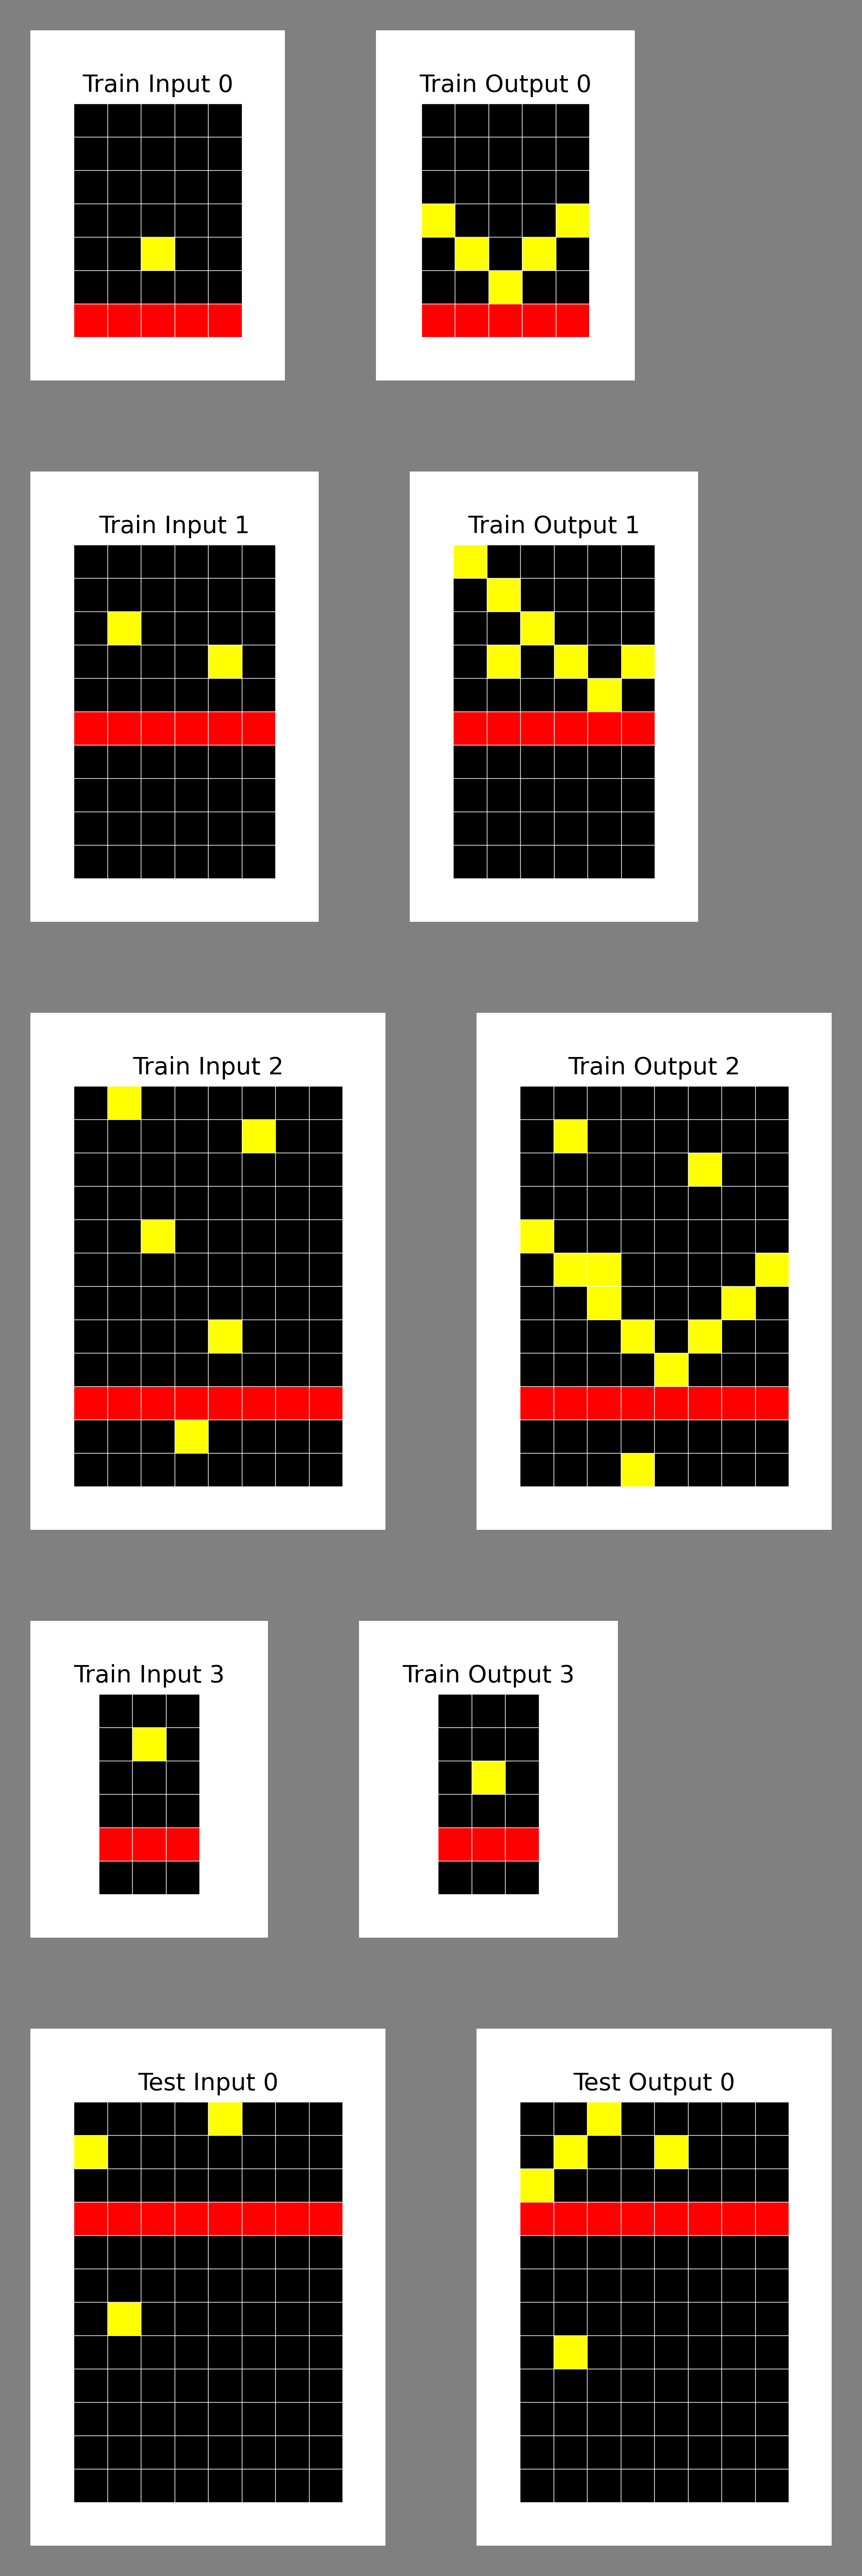 Train Input 0
Train Output 0
Train Input 1
Train Output 1
Train Input 2
Train Output 2
Train Input 3
Train Output 3
Test Input 0
Test Output 0